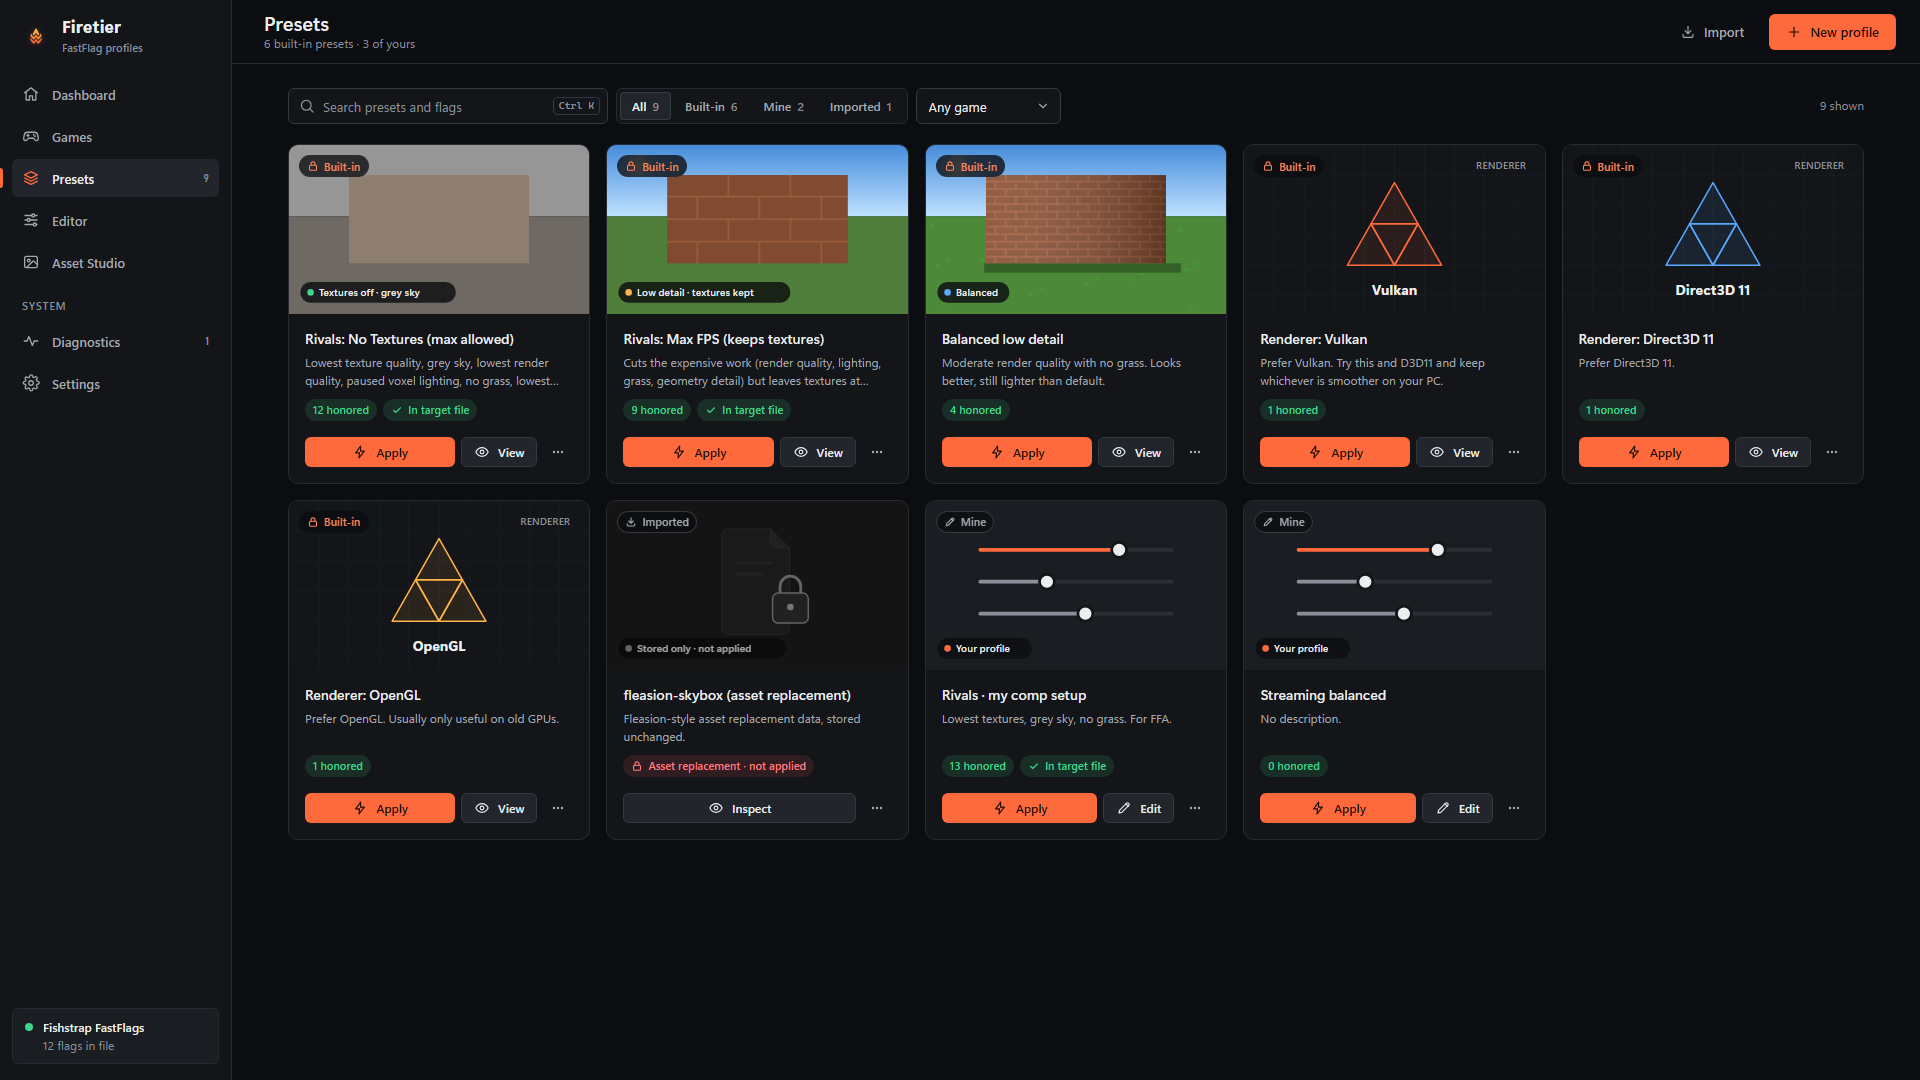 Firetier
FastFlag profiles
Dashboard
Games
Presets 9
Editor
Asset Studio
SYSTEM
Diagnostics 1
Settings
Fishstrap FastFlags
12 flags in file
Presets
6 built-in presets · 3 of yours
Import
New profile
Search presets and flags Ctrl K
All 9
Built-in 6
Mine 2
Imported 1
Any game
9 shown
Built-in
Textures off · grey sky
Rivals: No Textures (max allowed)
Lowest texture quality, grey sky, lowest render
quality, paused voxel lighting, no grass, lowest...
12 honored
In target file
Apply
View
Built-in
Low detail · textures kept
Rivals: Max FPS (keeps textures)
Cuts the expensive work (render quality, lighting,
grass, geometry detail) but leaves textures at...
9 honored
In target file
Apply
View
Built-in
Balanced
Balanced low detail
Moderate render quality with no grass. Looks
better, still lighter than default.
4 honored
Apply
View
Built-in
RENDERER
Vulkan
Renderer: Vulkan
Prefer Vulkan. Try this and D3D11 and keep
whichever is smoother on your PC.
1 honored
Apply
View
Built-in
RENDERER
Direct3D 11
Renderer: Direct3D 11
Prefer Direct3D 11.
1 honored
Apply
View
Built-in
RENDERER
OpenGL
Renderer: OpenGL
Prefer OpenGL. Usually only useful on old GPUs.
1 honored
Apply
View
Imported
Stored only · not applied
fleasion-skybox (asset replacement)
Fleasion-style asset replacement data, stored
unchanged.
Asset replacement · not applied
Inspect
Mine
Your profile
Rivals · my comp setup
Lowest textures, grey sky, no grass. For FFA.
13 honored
In target file
Apply
Edit
Mine
Your profile
Streaming balanced
No description.
0 honored
Apply
Edit